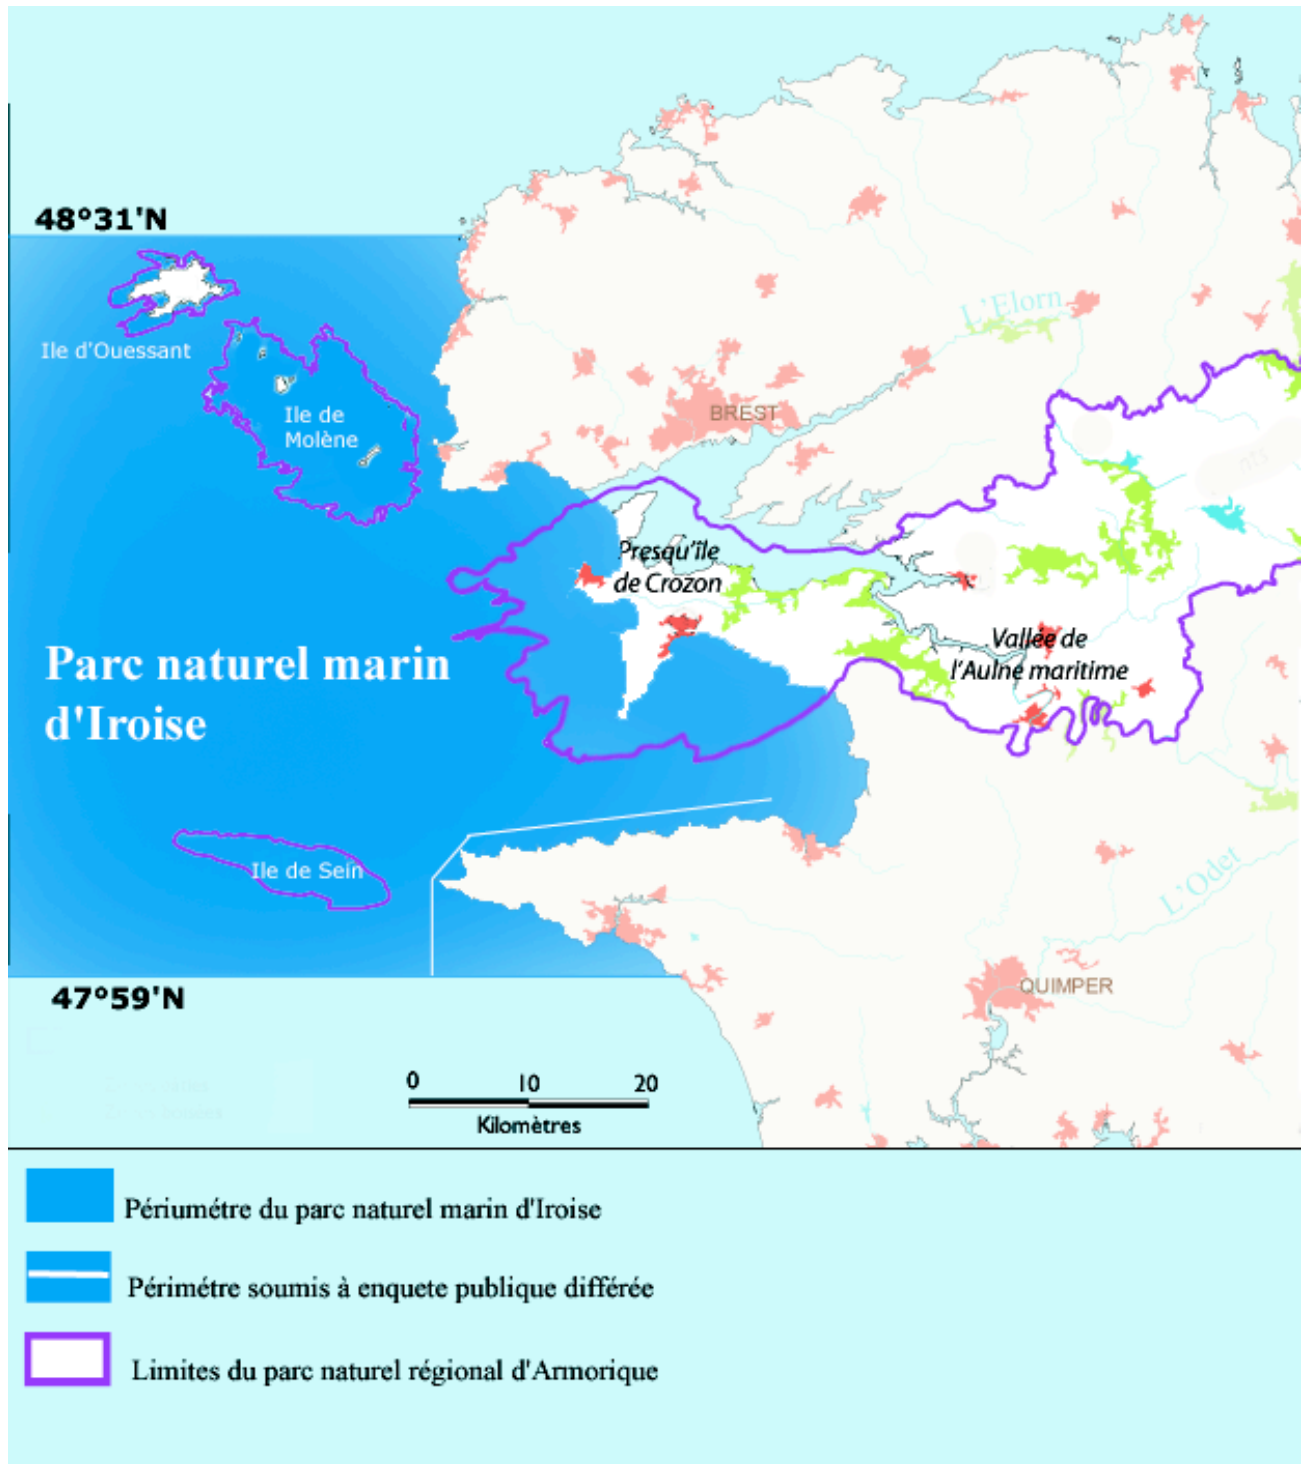 48°31'N
Ile d'Ouessant
Ile de
Molène
L'Elorn
BREST
Presqu'île
de Crozon
Vallée de
l'Aulne maritime
Parc naturel marin
d'Iroise
Ile de Sein
L'Odet
QUIMPER
47°59'N
0 10 20
Kilomètres
Périumétre du parc naturel marin d'Iroise
Périmétre soumis à enquete publique différée
Limites du parc naturel régional d'Armorique